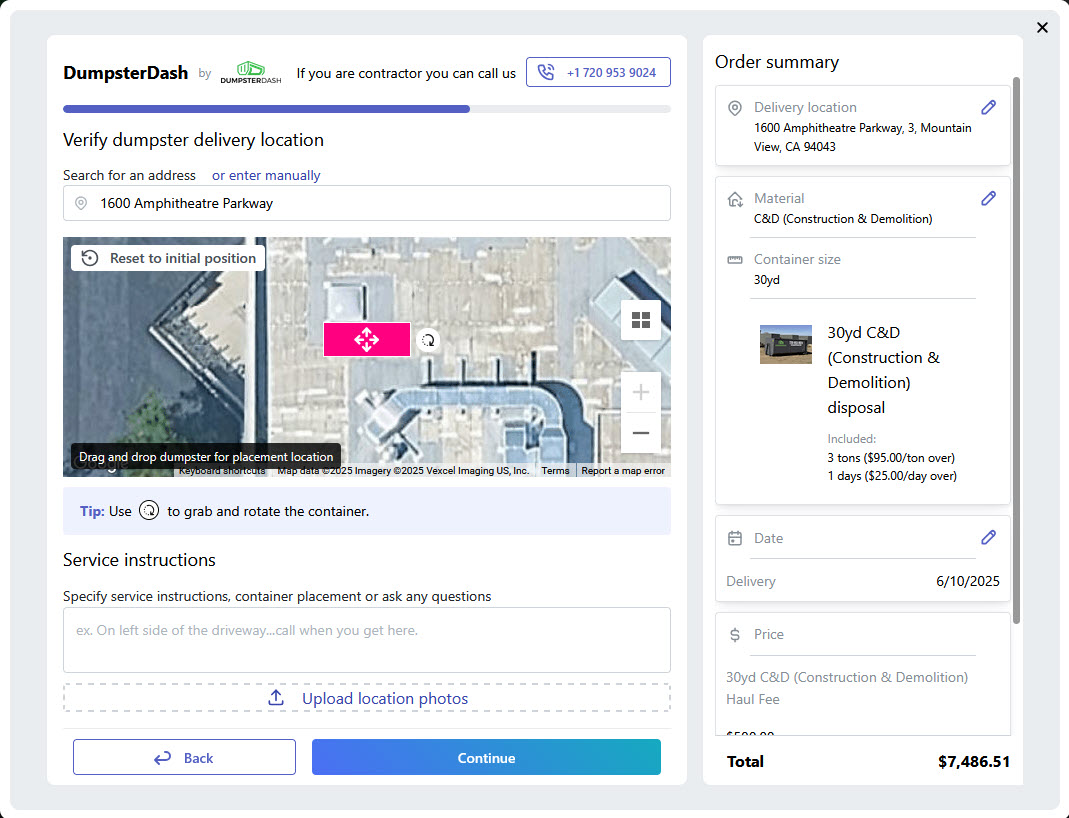 DumpsterDash by DUMPSTERDASH If you are contractor you can call us +1 720 953 9024
Verify dumpster delivery location
Search for an address or enter manually
1600 Amphitheatre Parkway
Reset to initial position
Drag and drop dumpster for placement location
Google
Keyboard shortcuts Map data ©2025 Imagery ©2025 Vexcel Imaging US, Inc. Terms Report a map error
Tip: Use to grab and rotate the container.
Service instructions
Specify service instructions, container placement or ask any questions
ex. On left side of the driveway...call when you get here.
Upload location photos
Back
Continue
Order summary
Delivery location
1600 Amphitheatre Parkway, 3, Mountain
View, CA 94043
Material
C&D (Construction & Demolition)
Container size
30yd
30yd C&D
(Construction &
Demolition)
disposal
Included:
3 tons ($95.00/ton over)
1 days ($25.00/day over)
Date
Delivery 6/10/2025
$ Price
30yd C&D (Construction & Demolition)
Haul Fee
Total $7,486.51